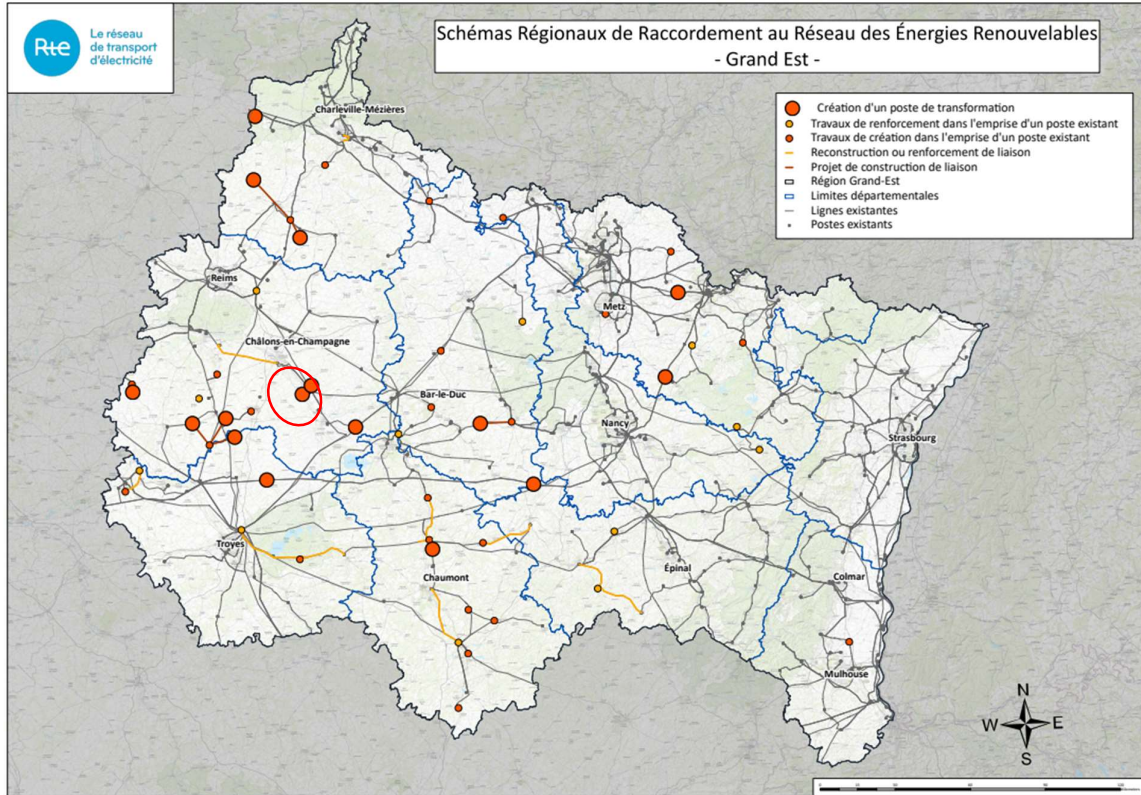 Rte
Le réseau
de transport
d'électricité
Schémas Régionaux de Raccordement au Réseau des Énergies Renouvelables
- Grand Est -
Création d'un poste de transformation
Travaux de renforcement dans l'emprise d'un poste existant
Travaux de création dans l'emprise d'un poste existant
Reconstruction ou renforcement de liaison
Projet de construction de liaison
Région Grand-Est
Limites départementales
Lignes existantes
Postes existants
Charleville-Mézières
Reims
Metz
Châlons-en-Champagne
Bar-le-Duc
Nancy
Strasbourg
Troyes
Chaumont
Épinal
Colmar
Mulhouse
N
W E
S